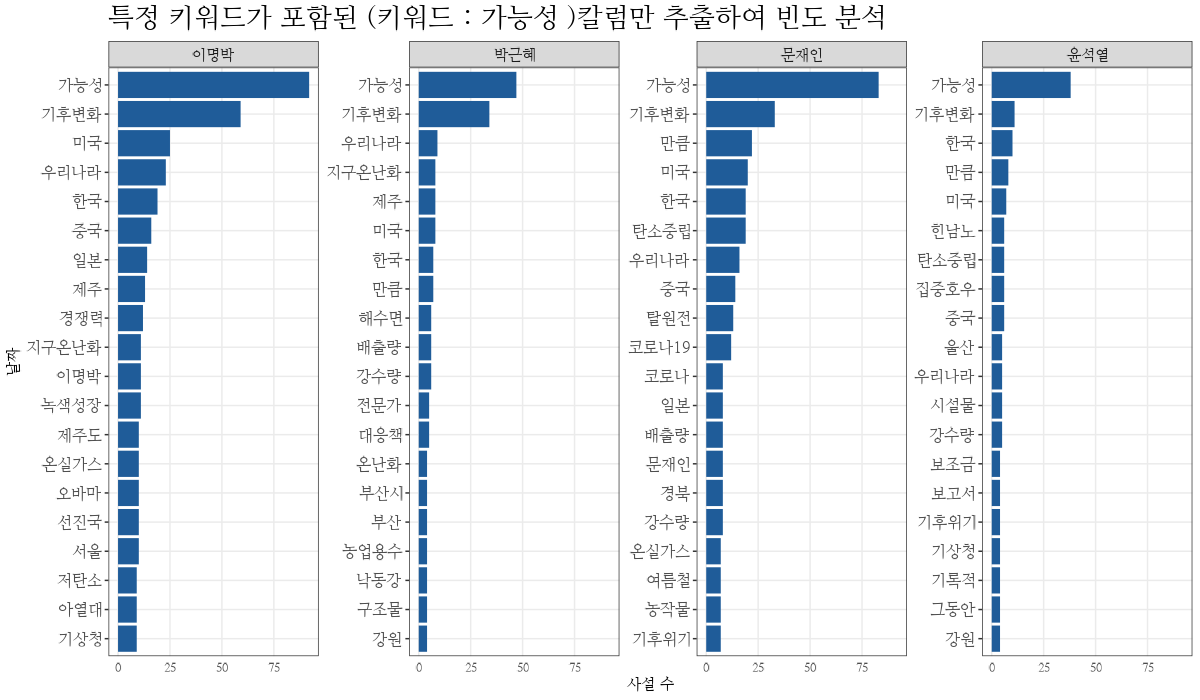 특정 키워드가 포함된 (키워드 : 가능성 )칼럼만 추출하여 빈도 분석
이명박
가능성
기후변화
미국
우리나라
한국
중국
일본
제주
경쟁력
지구온난화
이명박
녹색성장
제주도
온실가스
오바마
선진국
서울
저탄소
아열대
기상청
0 25 50 75
박근혜
가능성
기후변화
우리나라
지구온난화
제주
미국
한국
만큼
해수면
배출량
강수량
전문가
대응책
온난화
부산시
부산
농업용수
낙동강
구조물
강원
0 25 50 75
문재인
가능성
기후변화
만큼
미국
한국
탄소중립
우리나라
중국
탈원전
코로나19
코로나
일본
배출량
문재인
경북
강수량
온실가스
여름철
농작물
기후위기
0 25 50 75
윤석열
가능성
기후변화
한국
만큼
미국
힌남노
탄소중립
집중호우
중국
울산
우리나라
시설물
강수량
보조금
보고서
기후위기
기상청
기록적
그동안
강원
0 25 50 75
날짜
사설 수